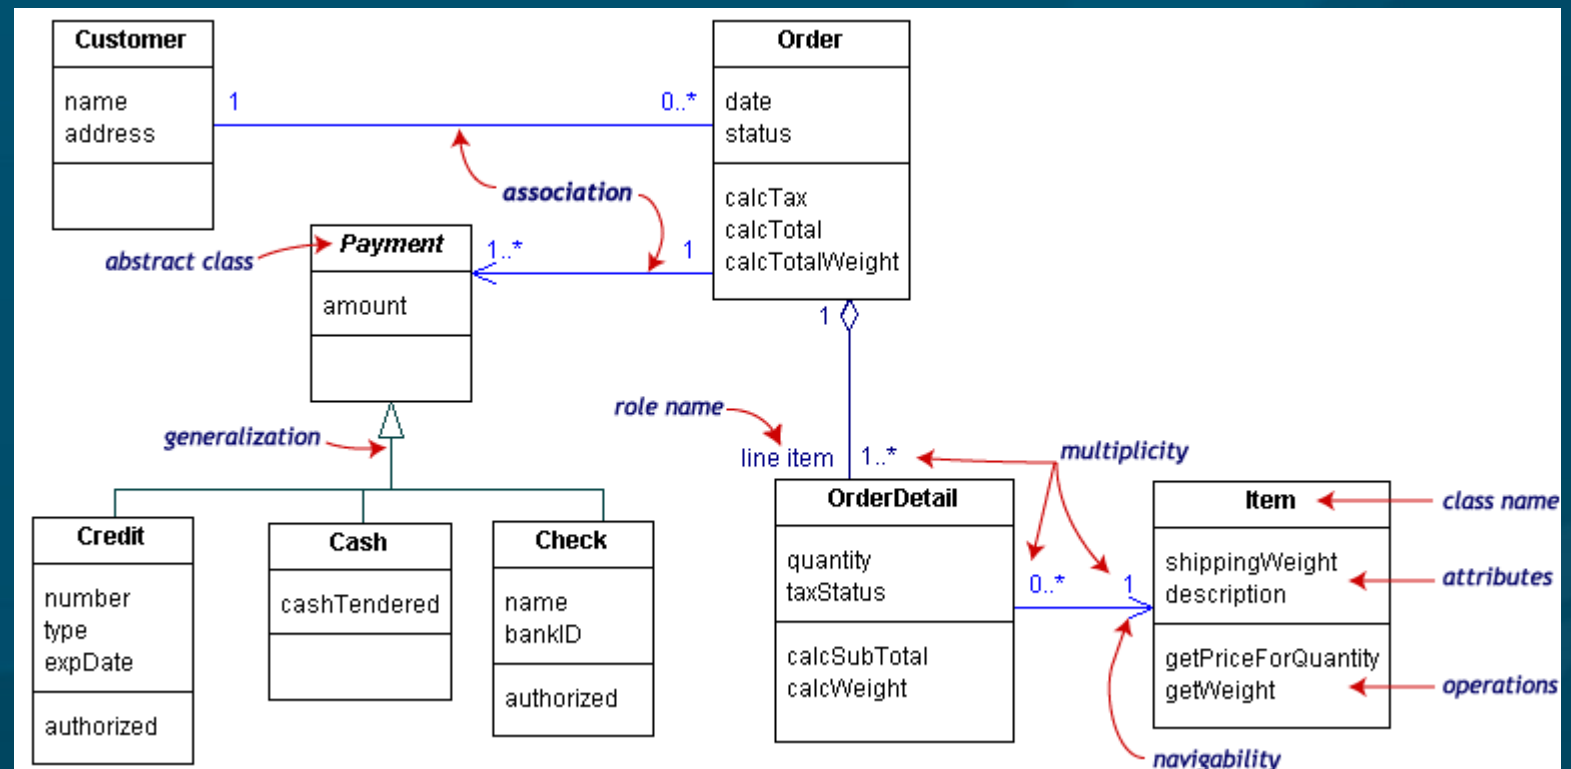 Customer
name
address
1
0..*
Order
date
status
calcTax
calcTotal
calcTotalWeight
association
abstract class
Payment
amount
1..*
1
1
generalization
role name
line item
1..*
multiplicity
Credit
number
type
expDate
authorized
Cash
cashTendered
Check
name
bankID
authorized
OrderDetail
quantity
taxStatus
calcSubTotal
calcWeight
0..*
1
Item
shippingWeight
description
getPriceForQuantity
getWeight
class name
attributes
operations
navigability